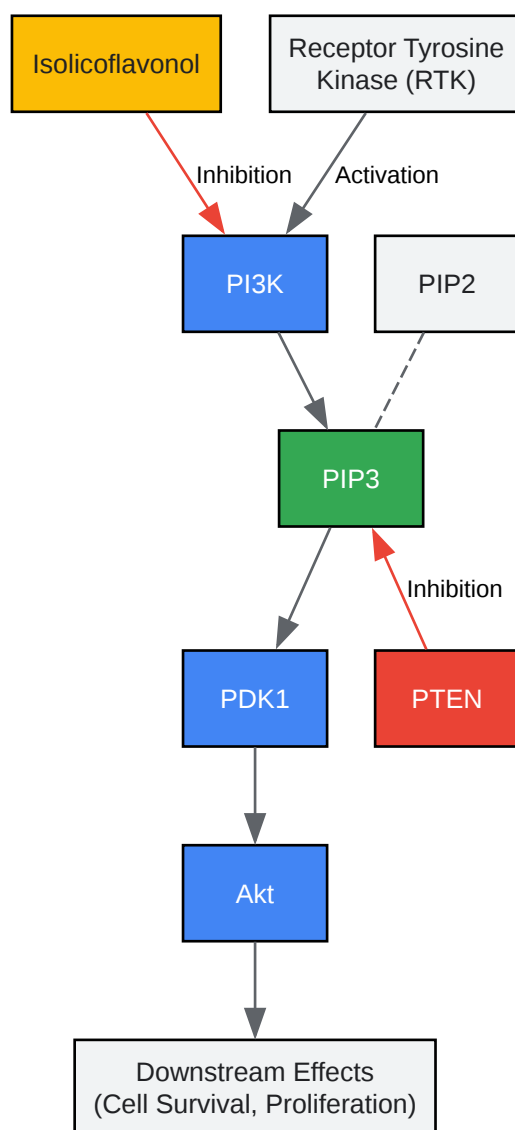 Isolicoflavonol
Receptor Tyrosine
Kinase (RTK)
Inhibition
Activation
PI3K
PIP2
PIP3
Inhibition
PDK1
PTEN
Akt
Downstream Effects
(Cell Survival, Proliferation)